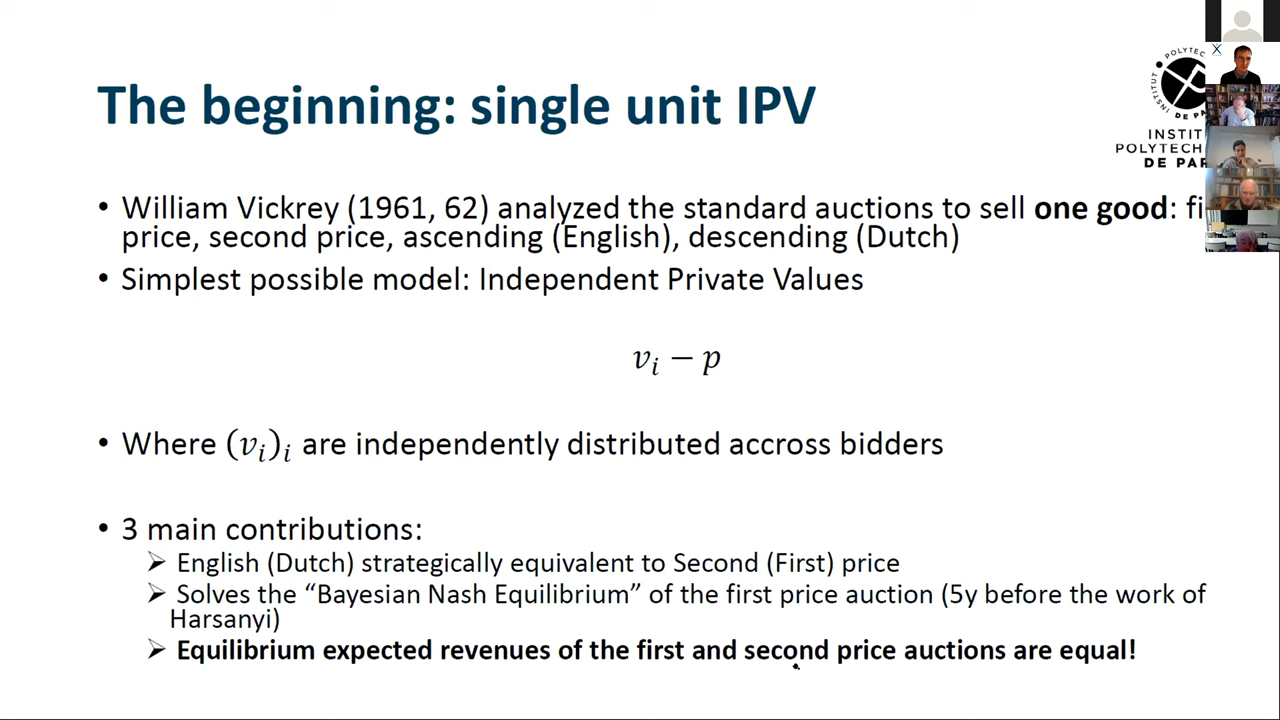 The beginning: single unit IPV
INSTIT
POLYTECH
DE PAR
• William Vickrey (1961, 62) analyzed the standard auctions to sell one good: fi
price, second price, ascending (English), descending (Dutch)
• Simplest possible model: Independent Private Values
vᵢ − p
• Where (vᵢ)ᵢ are independently distributed accross bidders
• 3 main contributions:
➢ English (Dutch) strategically equivalent to Second (First) price
➢ Solves the “Bayesian Nash Equilibrium” of the first price auction (5y before the work of
Harsanyi)
➢ Equilibrium expected revenues of the first and second price auctions are equal!